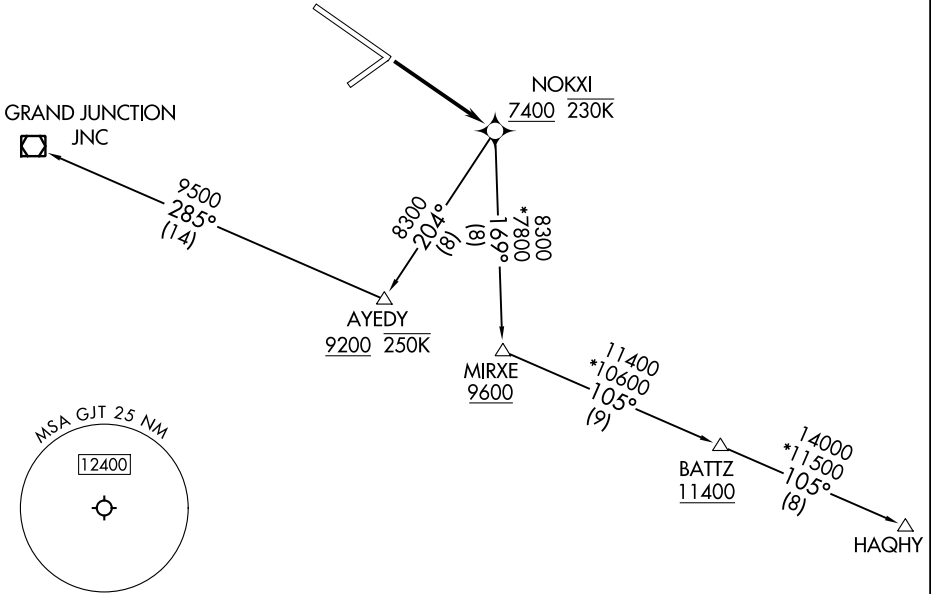 NOKXI
7400 230K
GRAND JUNCTION
JNC
9500
285°
(14)
8300
204°
(8)
8300
*7800
169°
(8)
AYEDY
9200 250K
MIRXE
9600
11400
*10600
105°
(9)
BATTZ
11400
14000
*11500
105°
(8)
HAQHY
MSA GJT 25 NM
12400